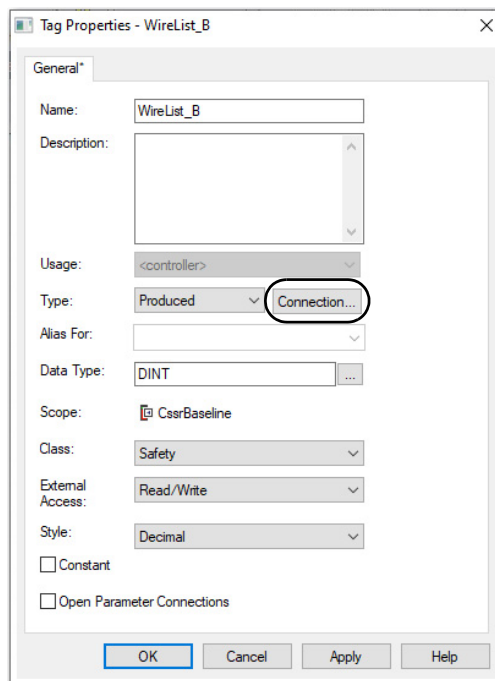 Tag Properties - WireList_B
General*
Name: WireList_B
Description:
Usage: <controller>
Type: Produced Connection...
Alias For:
Data Type: DINT ...
Scope: CssrBaseline
Class: Safety
External Access: Read/Write
Style: Decimal
Constant
Open Parameter Connections
OK Cancel Apply Help